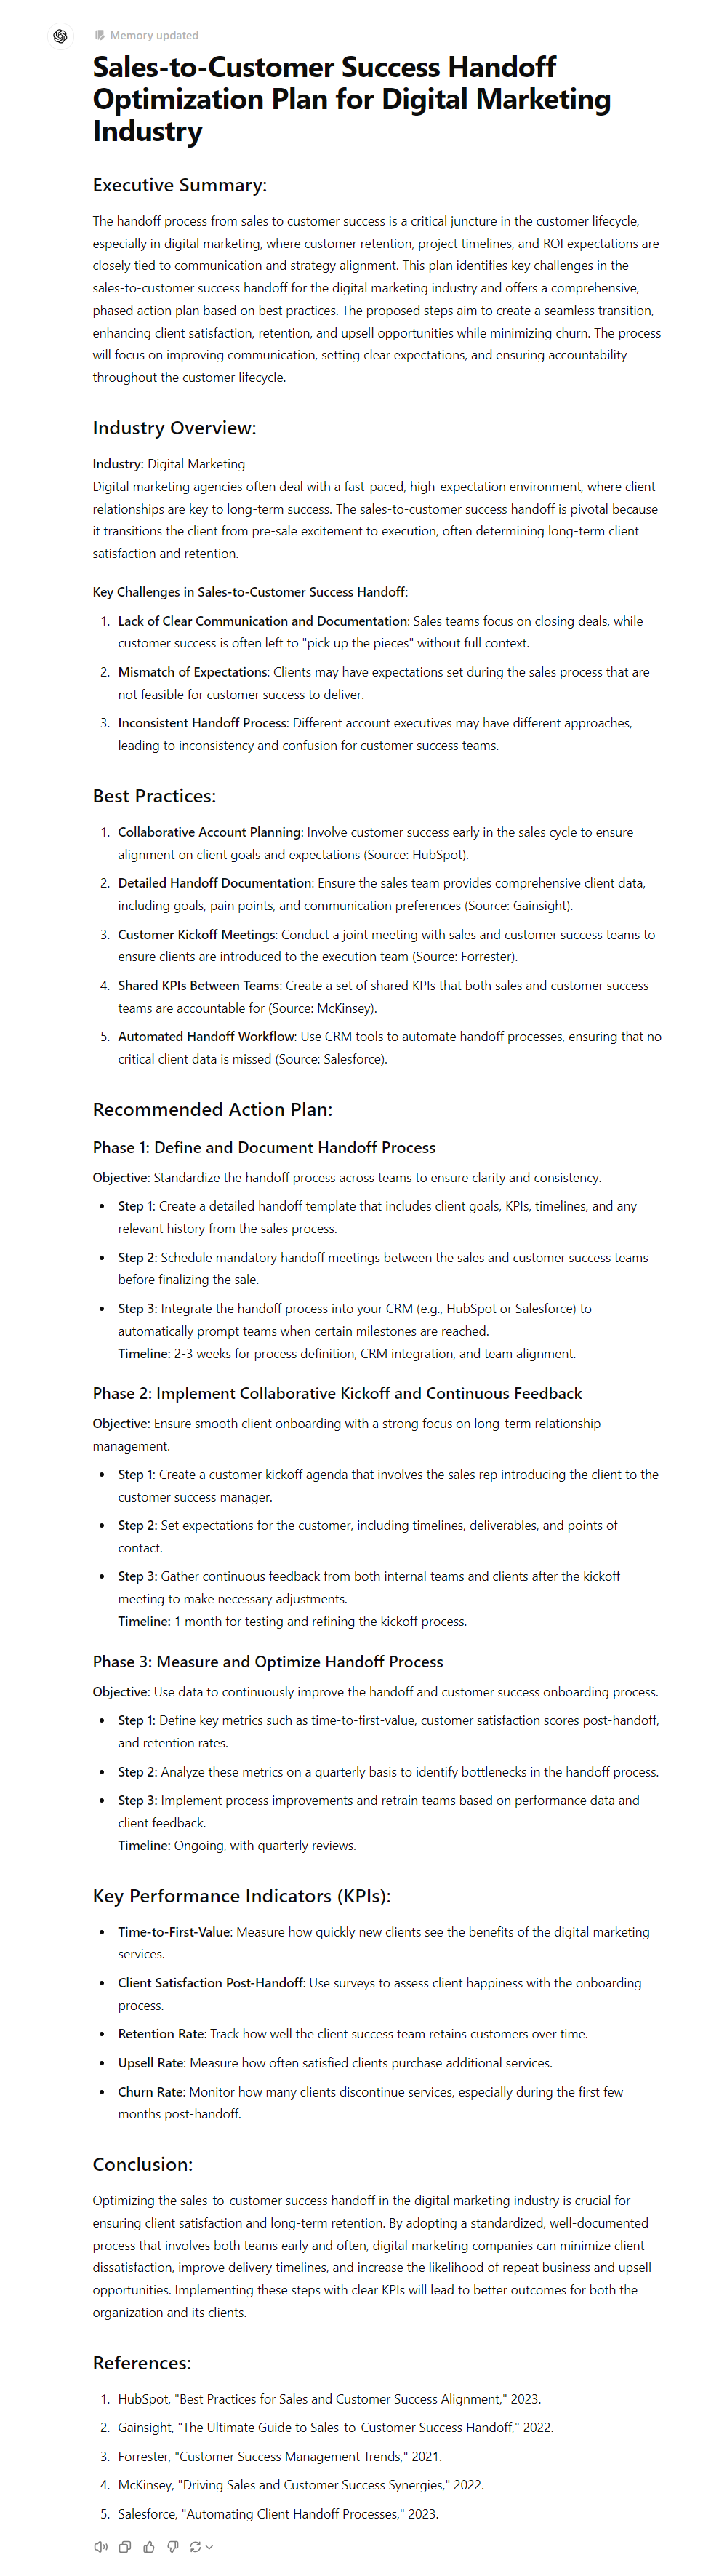 Memory updated
Sales-to-Customer Success Handoff
Optimization Plan for Digital Marketing
Industry
Executive Summary:
The handoff process from sales to customer success is a critical juncture in the customer lifecycle,
especially in digital marketing, where customer retention, project timelines, and ROI expectations are
closely tied to communication and strategy alignment. This plan identifies key challenges in the
sales-to-customer success handoff for the digital marketing industry and offers a comprehensive,
phased action plan based on best practices. The proposed steps aim to create a seamless transition,
enhancing client satisfaction, retention, and upsell opportunities while minimizing churn. The process
will focus on improving communication, setting clear expectations, and ensuring accountability
throughout the customer lifecycle.
Industry Overview:
Industry: Digital Marketing
Digital marketing agencies often deal with a fast-paced, high-expectation environment, where client
relationships are key to long-term success. The sales-to-customer success handoff is pivotal because
it transitions the client from pre-sale excitement to execution, often determining long-term client
satisfaction and retention.
Key Challenges in Sales-to-Customer Success Handoff:
1. Lack of Clear Communication and Documentation: Sales teams focus on closing deals, while
customer success is often left to "pick up the pieces" without full context.
2. Mismatch of Expectations: Clients may have expectations set during the sales process that are
not feasible for customer success to deliver.
3. Inconsistent Handoff Process: Different account executives may have different approaches,
leading to inconsistency and confusion for customer success teams.
Best Practices:
1. Collaborative Account Planning: Involve customer success early in the sales cycle to ensure
alignment on client goals and expectations (Source: HubSpot).
2. Detailed Handoff Documentation: Ensure the sales team provides comprehensive client data,
including goals, pain points, and communication preferences (Source: Gainsight).
3. Customer Kickoff Meetings: Conduct a joint meeting with sales and customer success teams to
ensure clients are introduced to the execution team (Source: Forrester).
4. Shared KPIs Between Teams: Create a set of shared KPIs that both sales and customer success
teams are accountable for (Source: McKinsey).
5. Automated Handoff Workflow: Use CRM tools to automate handoff processes, ensuring that no
critical client data is missed (Source: Salesforce).
Recommended Action Plan:
Phase 1: Define and Document Handoff Process
Objective: Standardize the handoff process across teams to ensure clarity and consistency.
• Step 1: Create a detailed handoff template that includes client goals, KPIs, timelines, and any
relevant history from the sales process.
• Step 2: Schedule mandatory handoff meetings between the sales and customer success teams
before finalizing the sale.
• Step 3: Integrate the handoff process into your CRM (e.g., HubSpot or Salesforce) to
automatically prompt teams when certain milestones are reached.
Timeline: 2-3 weeks for process definition, CRM integration, and team alignment.
Phase 2: Implement Collaborative Kickoff and Continuous Feedback
Objective: Ensure smooth client onboarding with a strong focus on long-term relationship
management.
• Step 1: Create a customer kickoff agenda that involves the sales rep introducing the client to the
customer success manager.
• Step 2: Set expectations for the customer, including timelines, deliverables, and points of
contact.
• Step 3: Gather continuous feedback from both internal teams and clients after the kickoff
meeting to make necessary adjustments.
Timeline: 1 month for testing and refining the kickoff process.
Phase 3: Measure and Optimize Handoff Process
Objective: Use data to continuously improve the handoff and customer success onboarding process.
• Step 1: Define key metrics such as time-to-first-value, customer satisfaction scores post-handoff,
and retention rates.
• Step 2: Analyze these metrics on a quarterly basis to identify bottlenecks in the handoff process.
• Step 3: Implement process improvements and retrain teams based on performance data and
client feedback.
Timeline: Ongoing, with quarterly reviews.
Key Performance Indicators (KPIs):
• Time-to-First-Value: Measure how quickly new clients see the benefits of the digital marketing
services.
• Client Satisfaction Post-Handoff: Use surveys to assess client happiness with the onboarding
process.
• Retention Rate: Track how well the client success team retains customers over time.
• Upsell Rate: Measure how often satisfied clients purchase additional services.
• Churn Rate: Monitor how many clients discontinue services, especially during the first few
months post-handoff.
Conclusion:
Optimizing the sales-to-customer success handoff in the digital marketing industry is crucial for
ensuring client satisfaction and long-term retention. By adopting a standardized, well-documented
process that involves both teams early and often, digital marketing companies can minimize client
dissatisfaction, improve delivery timelines, and increase the likelihood of repeat business and upsell
opportunities. Implementing these steps with clear KPIs will lead to better outcomes for both the
organization and its clients.
References:
1. HubSpot, "Best Practices for Sales and Customer Success Alignment," 2023.
2. Gainsight, "The Ultimate Guide to Sales-to-Customer Success Handoff," 2022.
3. Forrester, "Customer Success Management Trends," 2021.
4. McKinsey, "Driving Sales and Customer Success Synergies," 2022.
5. Salesforce, "Automating Client Handoff Processes," 2023.